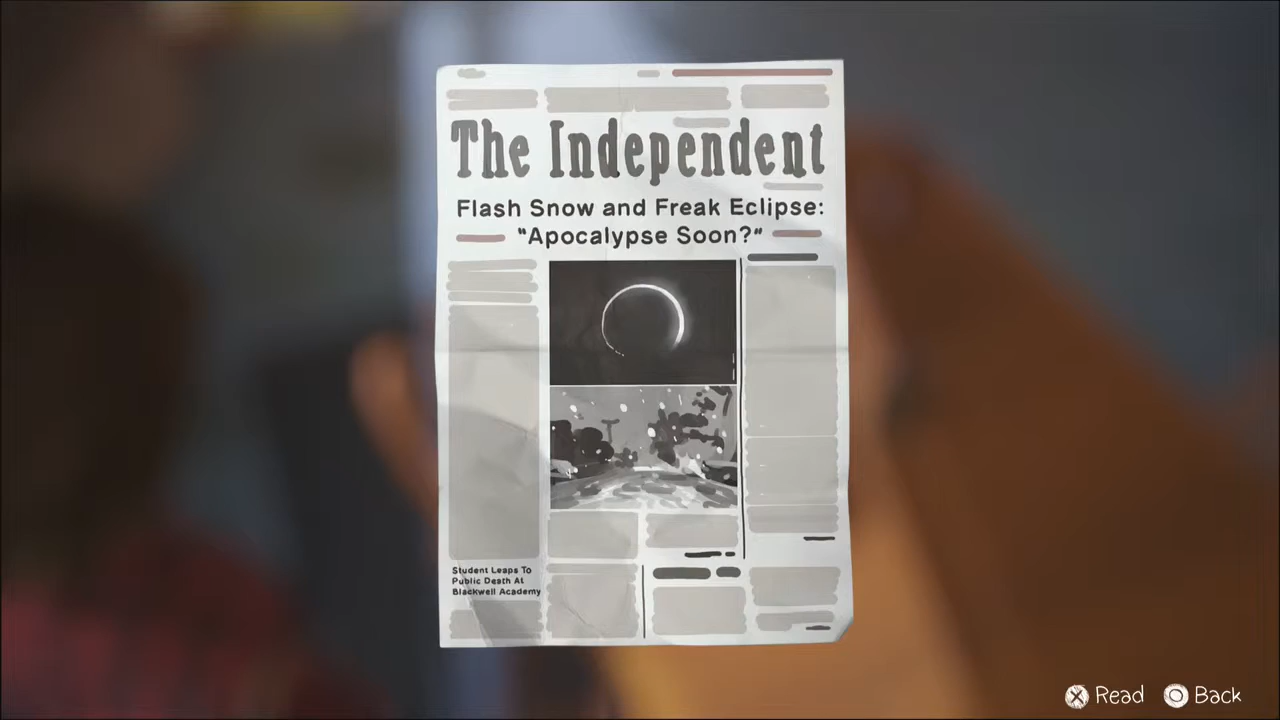 The Independent
Flash Snow and Freak Eclipse:
"Apocalypse Soon?"
Student Leaps To
Public Death At
Blackwell Academy
Read Back